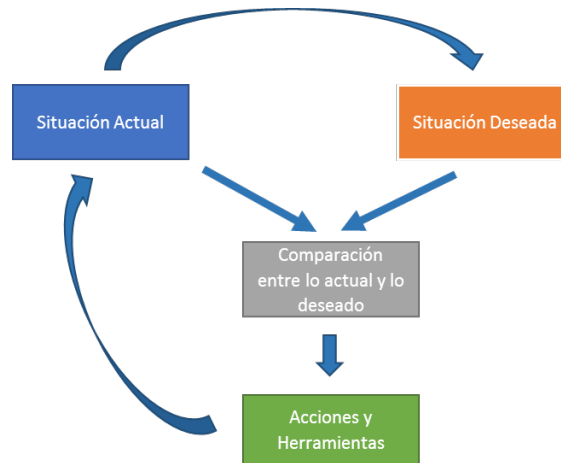 Situación Actual
Situación Deseada
Comparación
entre lo actual y lo
deseado
Acciones y
Herramientas